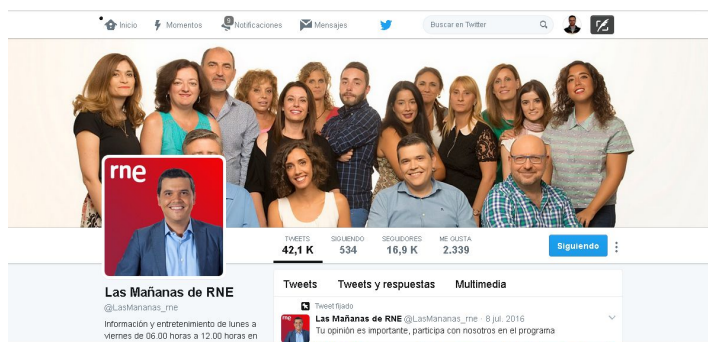 Inicio
Momentos
9
Notificaciones
Mensajes
Buscar en Twitter
rne
TWEETS
SIGUIENDO
SEGUIDORES
ME GUSTA
42,1 K
534
16,9 K
2.339
Siguiendo
Tweets
Tweets y respuestas
Multimedia
Las Mañanas de RNE
@LasMananas_rne
Información y entretenimiento de lunes a
viernes de 06.00 horas a 12.00 horas en
Tweet fijado
rne
Las Mañanas de RNE @LasMananas_rne · 8 jul. 2016
Tu opinión es importante, participa con nosotros en el programa